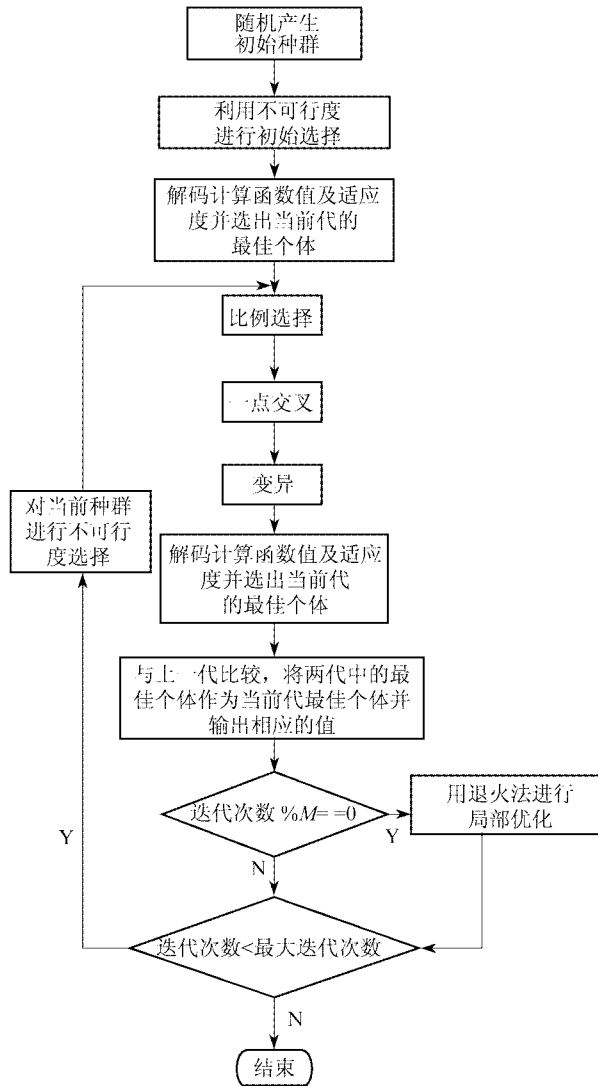 随机产生
初始种群
利用不可行度
进行初始选择
解码计算函数值及适应
度并选出当前代的
最佳个体
比例选择
一点交叉
变异
对当前种群
进行不可行
度选择
解码计算函数值及适应
度并选出当前代
的最佳个体
与上一代比较，将两代中的最
佳个体作为当前代最佳个体并
输出相应的值
迭代次数%M==0
Y
用退火法进行
局部优化
Y
N
迭代次数<最大迭代次数
N
结束